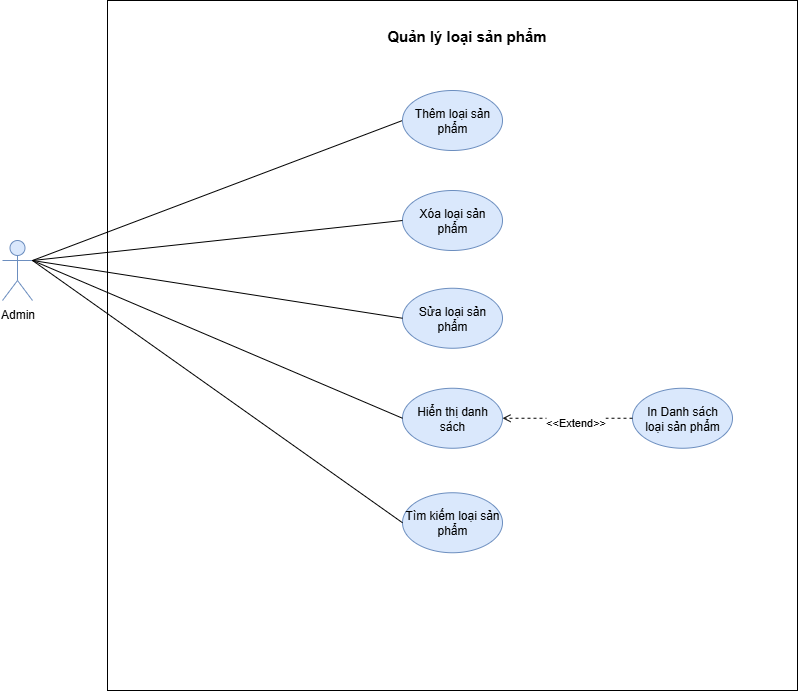 Quản lý loại sản phẩm
Thêm loại sản
phẩm
Xóa loại sản
phẩm
Admin
Sửa loại sản
phẩm
Hiển thị danh
sách
<<Extend>>
In Danh sách
loại sản phẩm
Tìm kiếm loại sản
phẩm